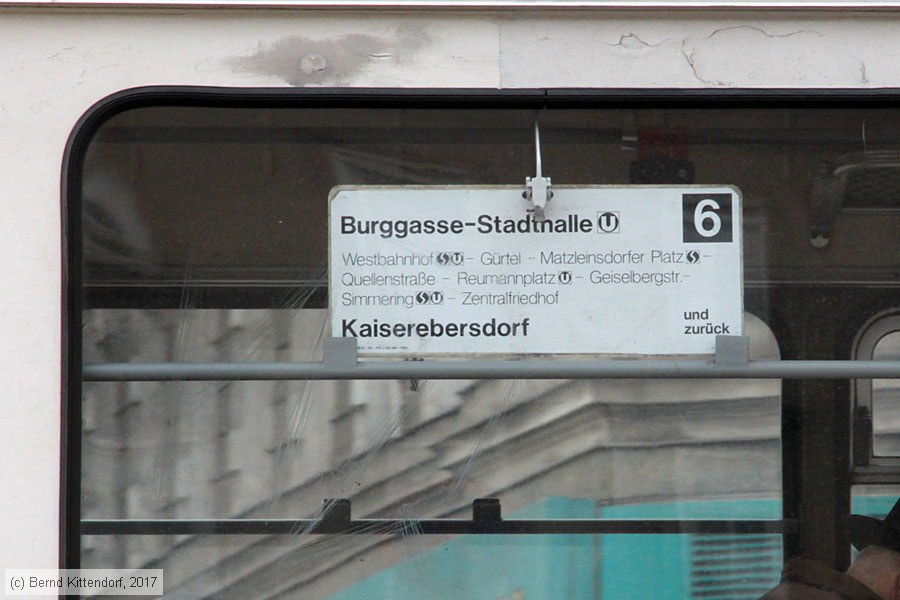 Burggasse-Stadthalle U
6
Westbahnhof S U - Gürtel - Matzleinsdorfer Platz S -
Quellenstraße - Reumannplatz U - Geiselbergstr.-
Simmering S U - Zentralfriedhof
Kaiserebersdorf
und
zurück
(c) Bernd Kittendorf, 2017